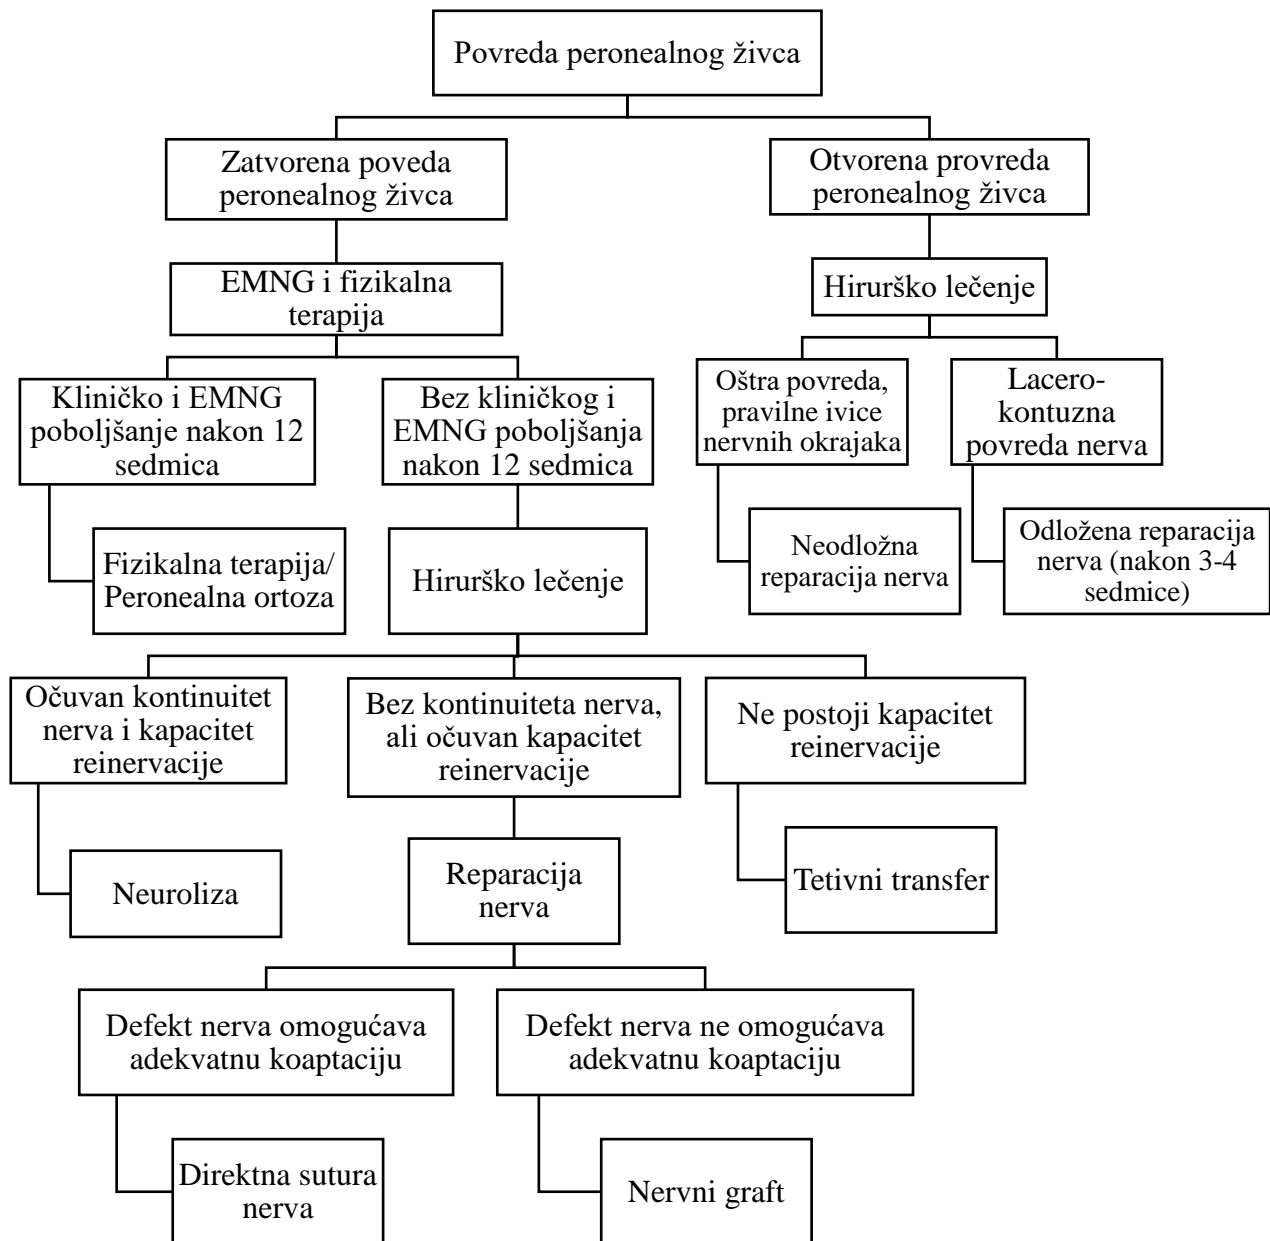 Povreda peronealnog živca
Zatvorena poveda
peronealnog živca
Otvorena provreda
peronealnog živca
EMNG i fizikalna
terapija
Hirurško lečenje
Kliničko i EMNG
poboljšanje nakon 12
sedmica
Bez kliničkog i
EMNG poboljšanja
nakon 12 sedmica
Oštra povreda,
pravilne ivice
nervnih okrajaka
Lacero-
kontuzna
povreda nerva
Fizikalna terapija/
Peronealna ortoza
Hirurško lečenje
Neodložna
reparacija nerva
Odložena reparacija
nerva (nakon 3-4
sedmice)
Očuvan kontinuitet
nerva i kapacitet
reinervacije
Bez kontinuiteta nerva,
ali očuvan kapacitet
reinervacije
Ne postoji kapacitet
reinervacije
Neuroliza
Reparacija
nerva
Tetivni transfer
Defekt nerva omogućava
adekvatnu koaptaciju
Defekt nerva ne omogućava
adekvatnu koaptaciju
Direktna sutura
nerva
Nervni graft